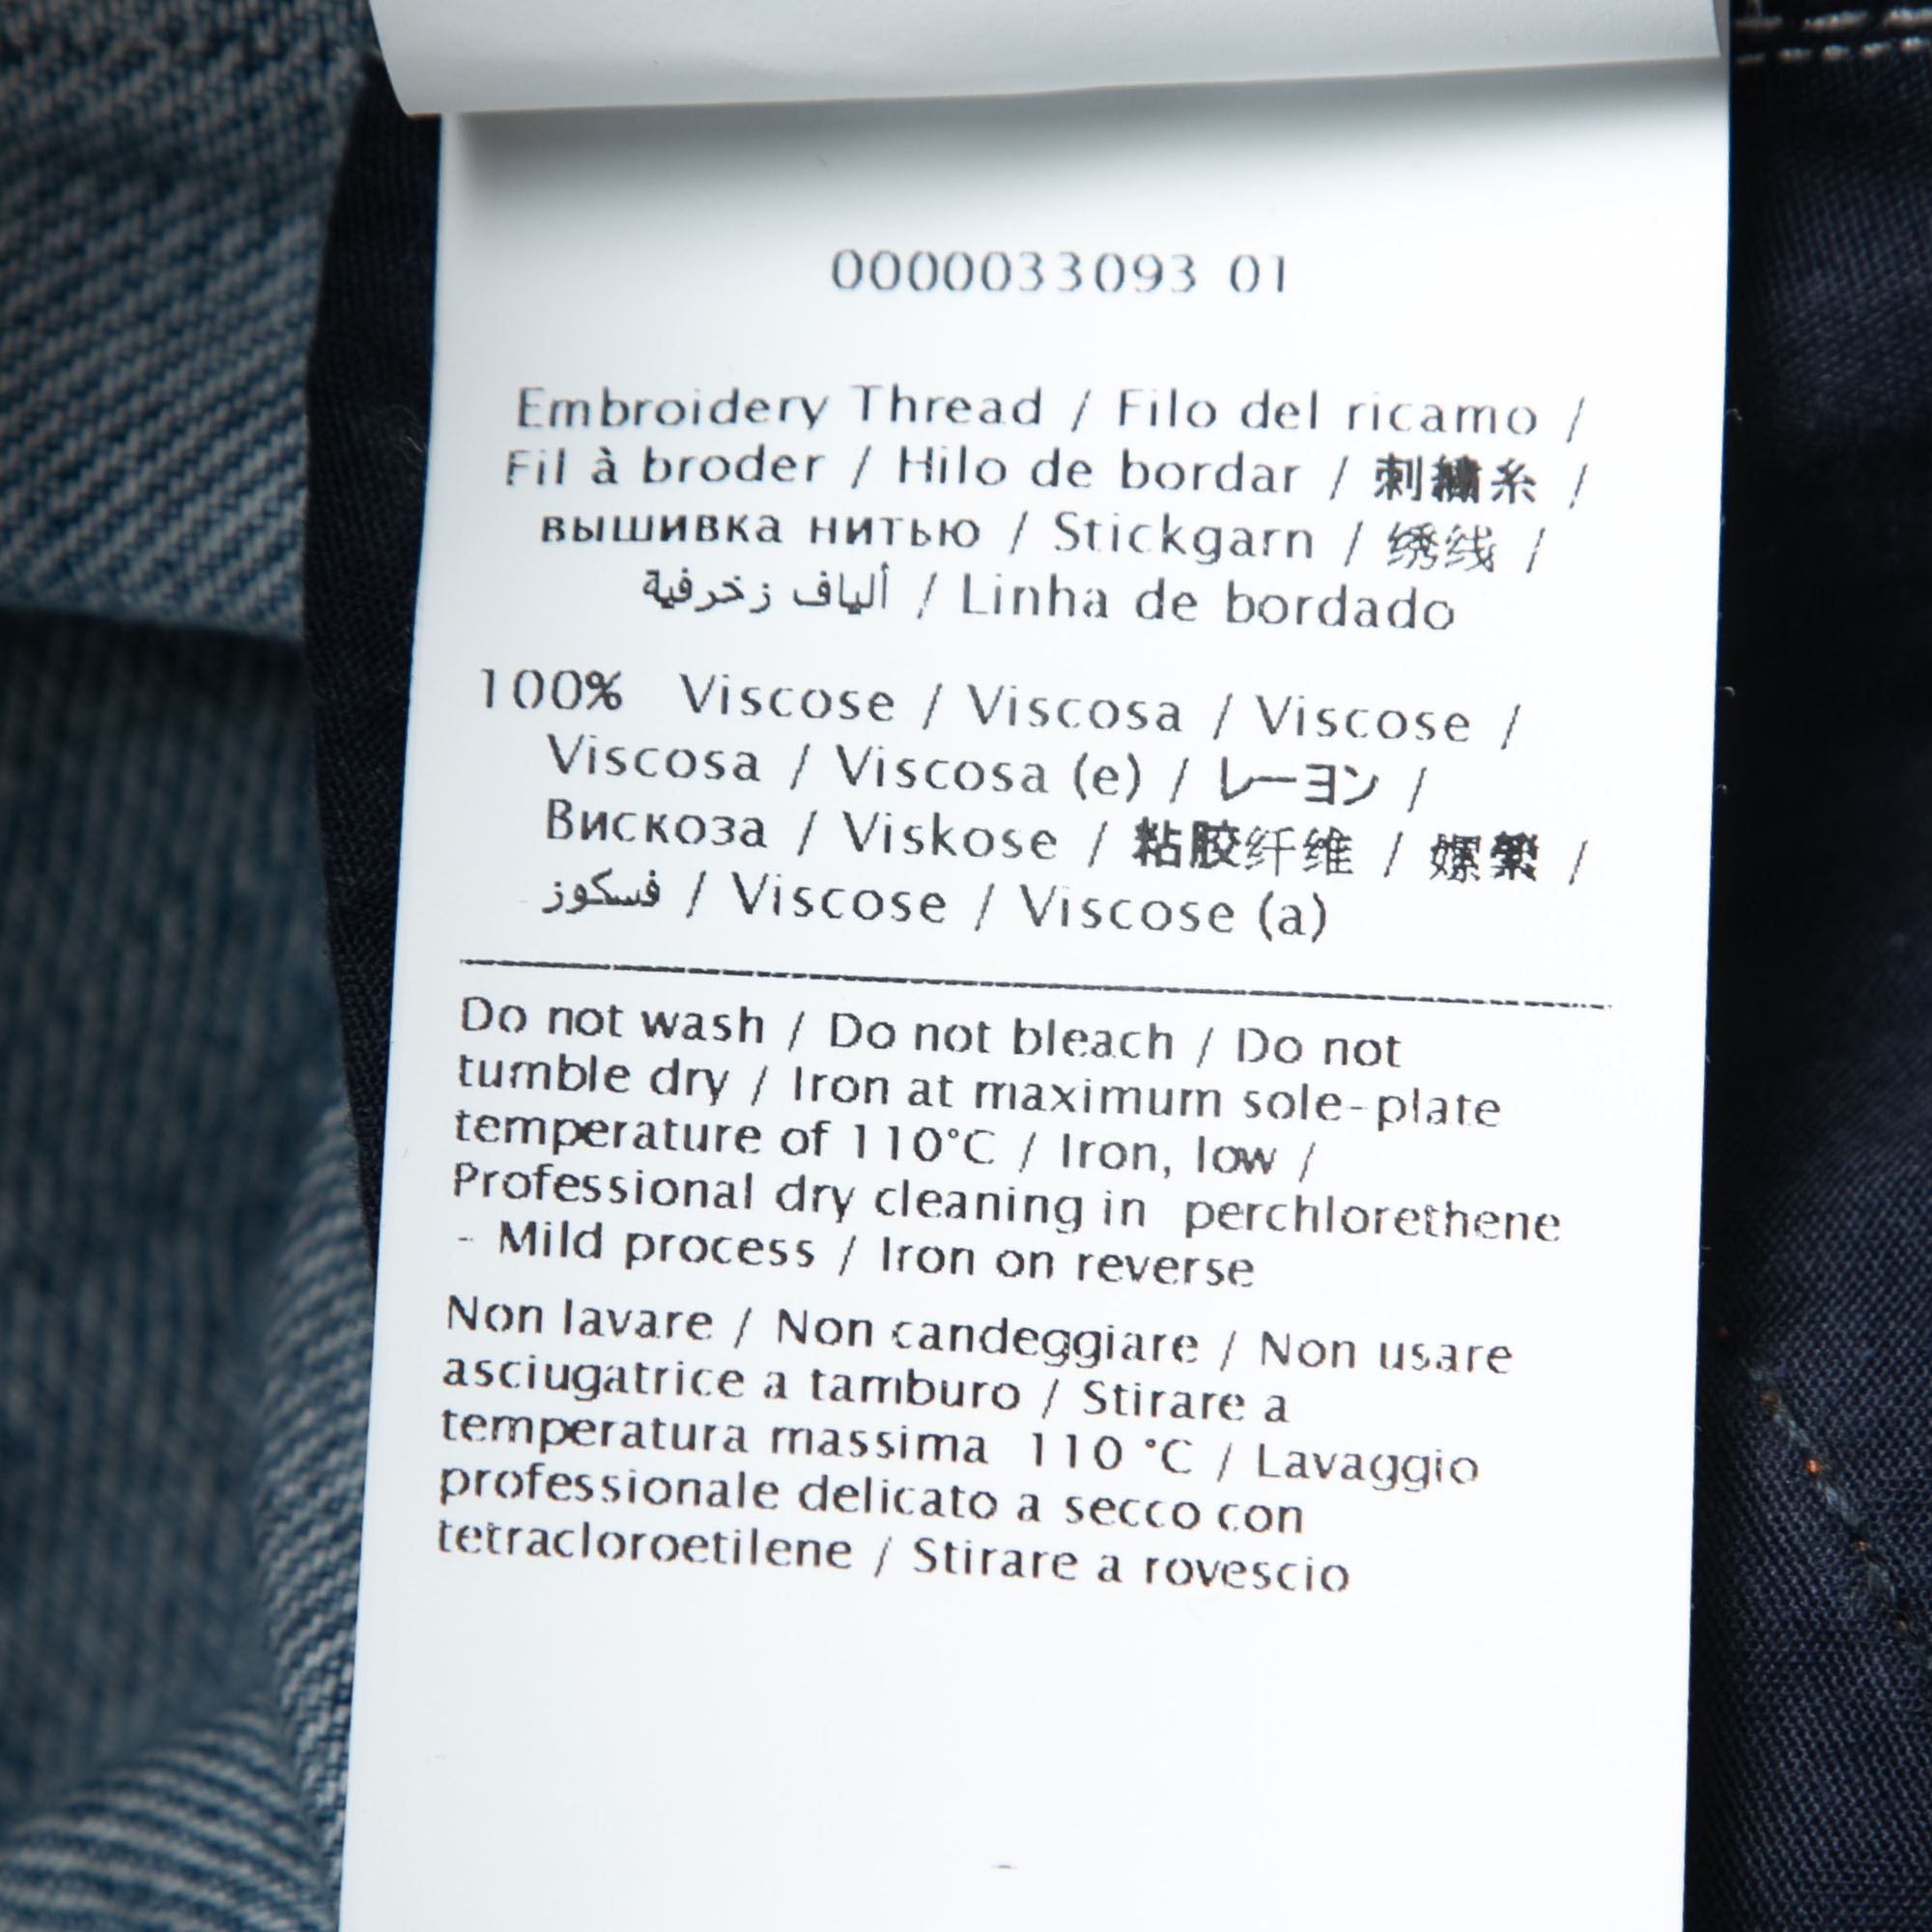 0000033093 01
Embroidery Thread / Filo del ricamo /
Fil à broder / Hilo de bordar / 刺繍糸 /
вышивка нитью / Stickgarn / 绣线 /
ألياف زخرفية / Linha de bordado
100% Viscose / Viscosa / Viscose /
Viscosa / Viscosa (e) / レーヨン /
Вискоза / Viskose / 粘胶纤维 / 嫘縈 /
فسكوز / Viscose / Viscose (a)
Do not wash / Do not bleach / Do not
tumble dry / Iron at maximum sole-plate
temperature of 110°C / Iron, low /
Professional dry cleaning in perchlorethene
- Mild process / Iron on reverse
Non lavare / Non candeggiare / Non usare
asciugatrice a tamburo / Stirare a
temperatura massima 110 °C / Lavaggio
professionale delicato a secco con
tetracloroetilene / Stirare a rovescio